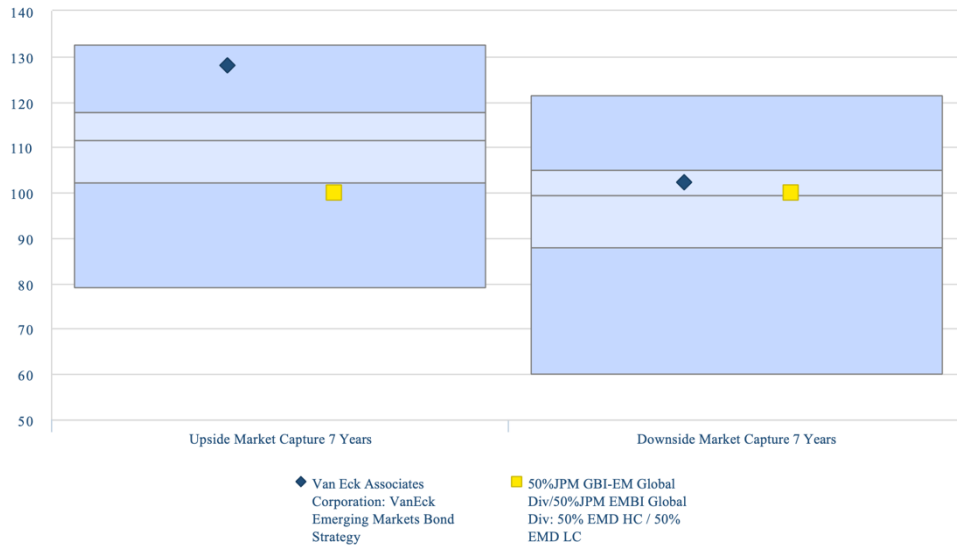 140
130
120
110
100
90
80
70
60
50
Upside Market Capture 7 Years
Downside Market Capture 7 Years
Van Eck Associates
Corporation: VanEck
Emerging Markets Bond
Strategy
50%JPM GBI-EM Global
Div/50%JPM EMBI Global
Div: 50% EMD HC / 50%
EMD LC